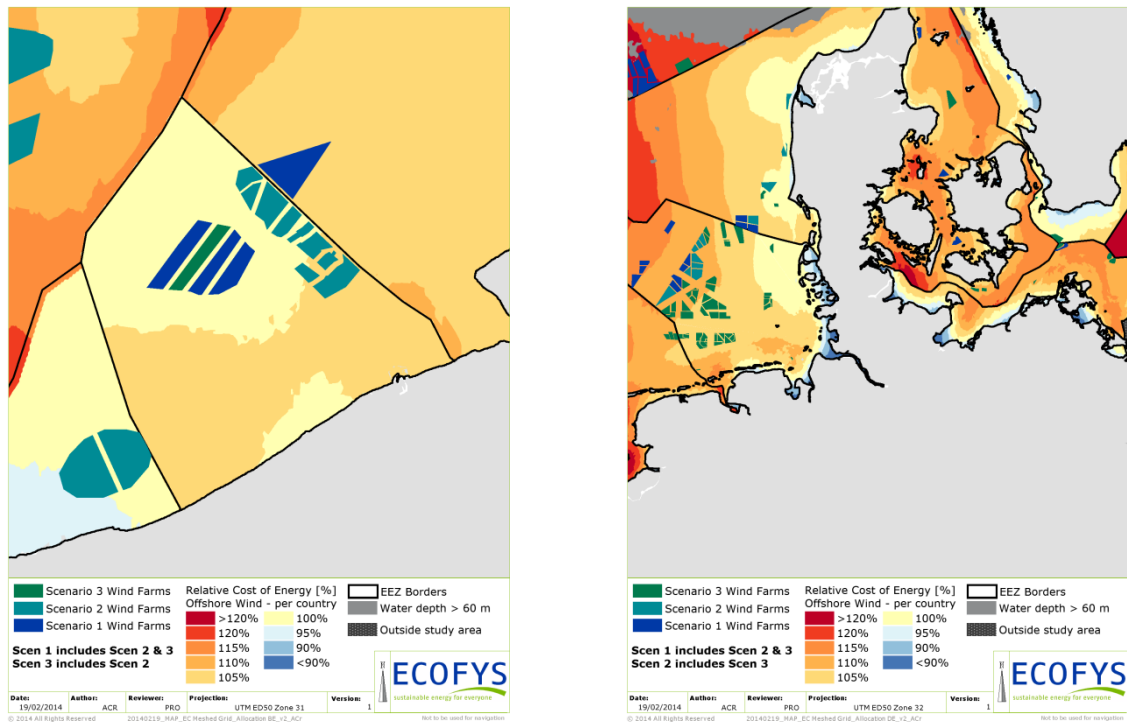 Scenario 3 Wind Farms
Scenario 2 Wind Farms
Scenario 1 Wind Farms
Scen 1 includes Scen 2 & 3
Scen 3 includes Scen 2
Relative Cost of Energy [%]
Offshore Wind - per country
>120%
120%
115%
110%
105%
100%
95%
90%
<90%
EEZ Borders
Water depth > 60 m
Outside study area
N
ECOFYS
sustainable energy for everyone
Date: 19/02/2014
Author: ACR
Reviewer: PRO
Projection: UTM ED50 Zone 31
Version: 1
© 2014 All Rights Reserved
20140219_MAP_EC Meshed Grid_Allocation BE_v2_ACr
Not to be used for navigation
Scenario 3 Wind Farms
Scenario 2 Wind Farms
Scenario 1 Wind Farms
Scen 1 includes Scen 2 & 3
Scen 2 includes Scen 3
Relative Cost of Energy [%]
Offshore Wind - per country
>120%
120%
115%
110%
105%
100%
95%
90%
<90%
EEZ Borders
Water depth > 60 m
Outside study area
N
ECOFYS
sustainable energy for everyone
Date: 19/02/2014
Author: ACR
Reviewer: PRO
Projection: UTM ED50 Zone 32
Version: 1
© 2014 All Rights Reserved
20140219_MAP_EC Meshed Grid_Allocation DE_v2_ACr
Not to be used for navigation